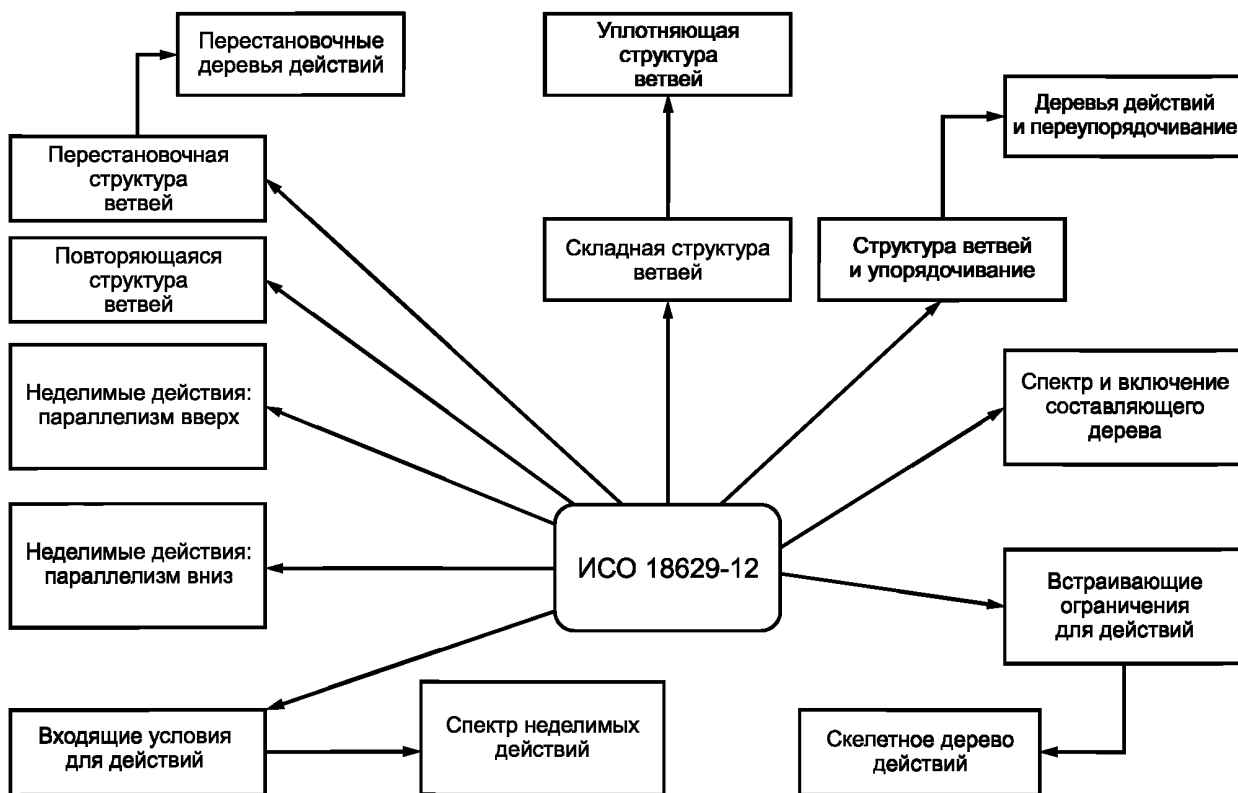 Перестановочные
деревья действий
Уплотняющая
структура
ветвей
Деревья действий
и переупорядочивание
Перестановочная
структура
ветвей
Складная структура
ветвей
Структура ветвей
и упорядочивание
Повторяющаяся
структура
ветвей
Неделимые действия:
параллелизм вверх
Спектр и включение
составляющего
дерева
Неделимые действия:
параллелизм вниз
ИСО 18629-12
Встраивающие
ограничения
для действий
Входящие условия
для действий
Спектр неделимых
действий
Скелетное дерево
действий